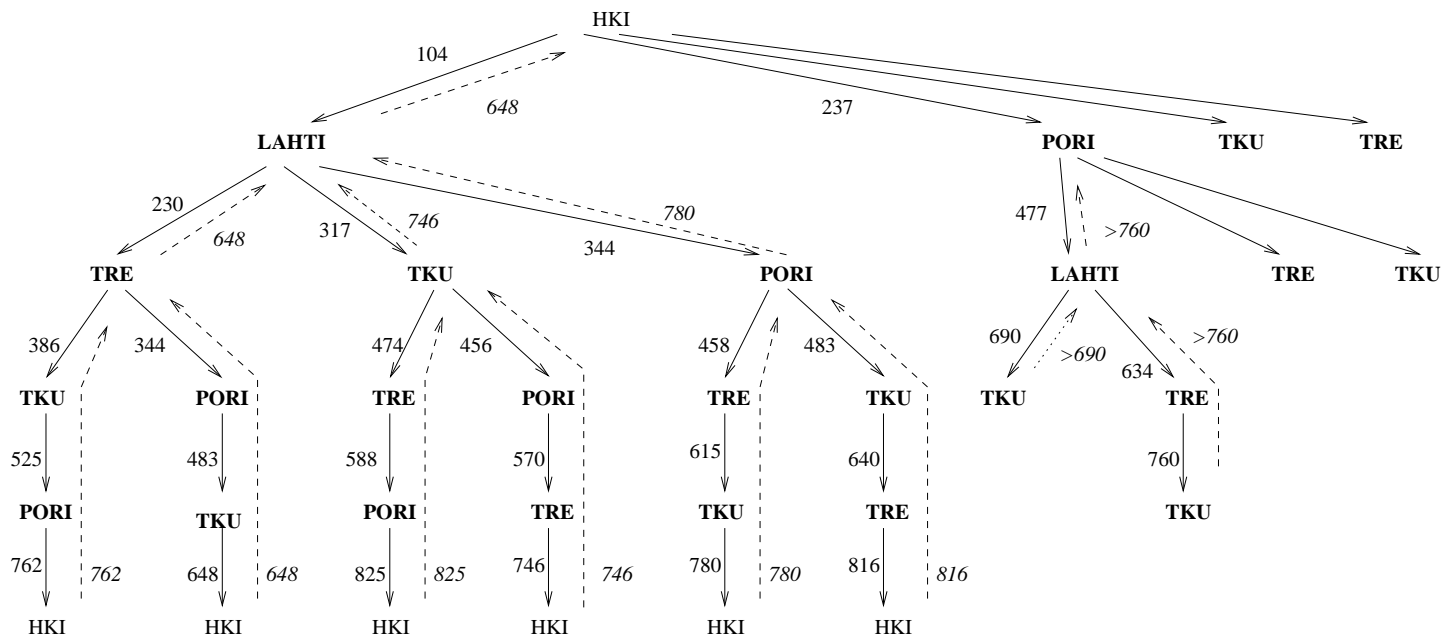 HKI
104
648
237
LAHTI PORI TKU TRE
230 648 317 746 780 344 477 >760
TRE TKU PORI LAHTI TRE TKU
386 344 474 456 458 483 690 >690 634 >760
TKU PORI TRE PORI TRE TKU TKU TRE
525 483 588 570 615 640 760
PORI TKU PORI TRE TKU TRE TKU
762 762 648 648 825 825 746 746 780 780 816 816
HKI HKI HKI HKI HKI HKI